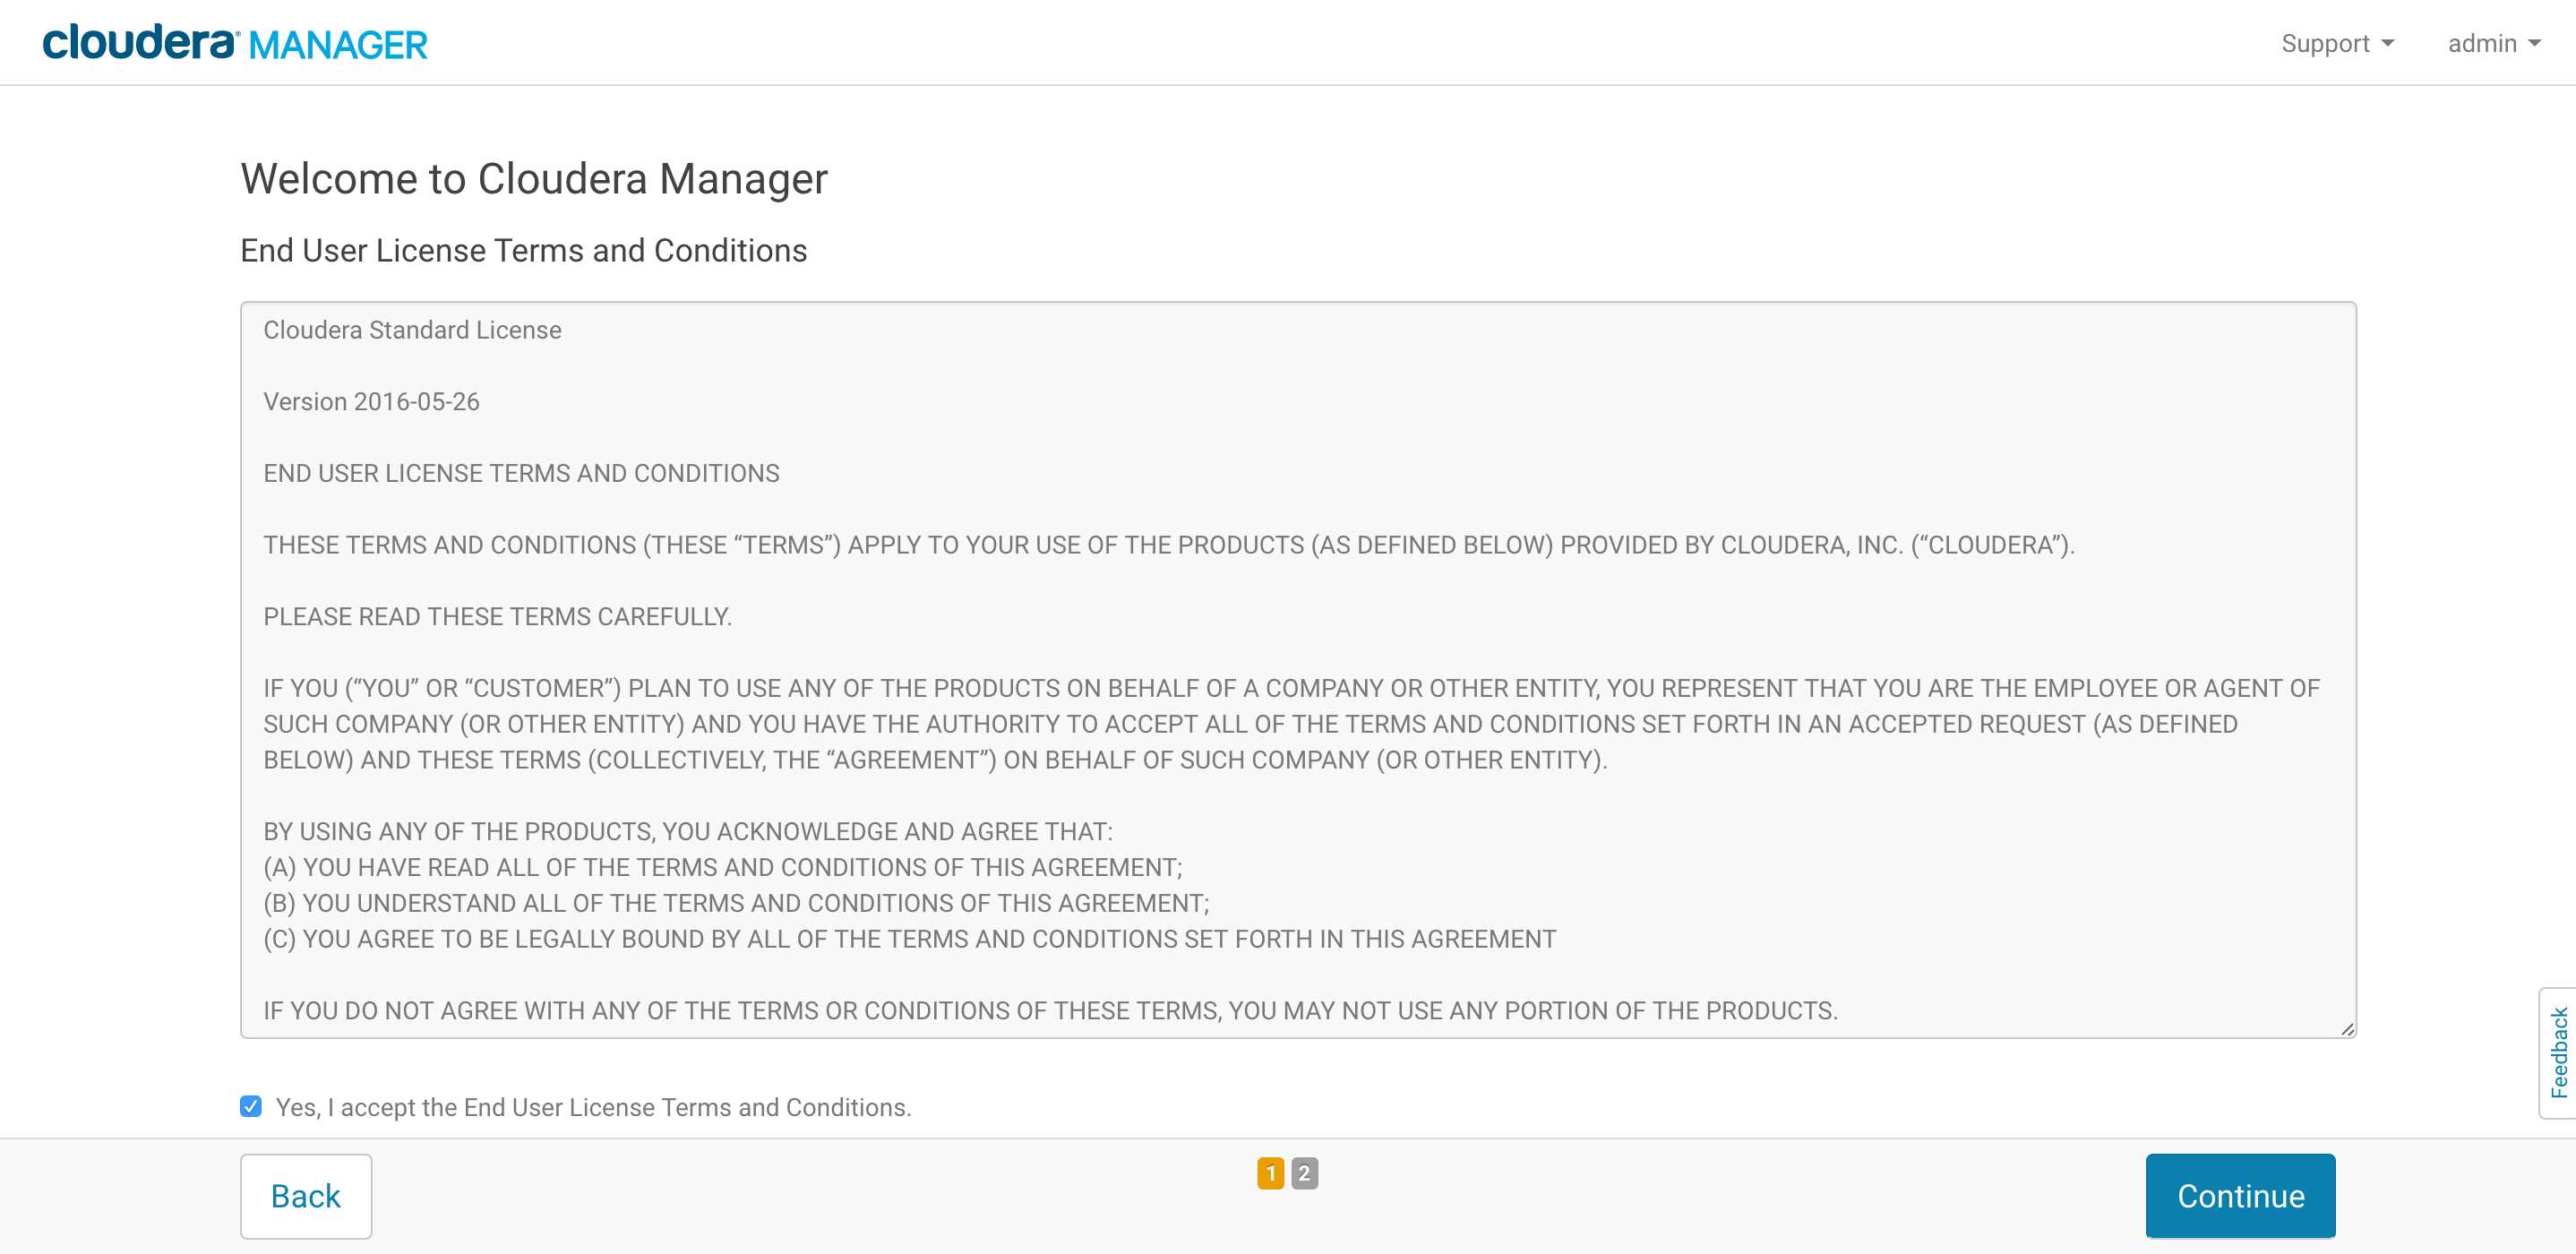 cloudera® MANAGER
Support
admin
Welcome to Cloudera Manager
End User License Terms and Conditions
Cloudera Standard License
Version 2016-05-26
END USER LICENSE TERMS AND CONDITIONS
THESE TERMS AND CONDITIONS (THESE “TERMS”) APPLY TO YOUR USE OF THE PRODUCTS (AS DEFINED BELOW) PROVIDED BY CLOUDERA, INC. (“CLOUDERA”).
PLEASE READ THESE TERMS CAREFULLY.
IF YOU (“YOU” OR “CUSTOMER”) PLAN TO USE ANY OF THE PRODUCTS ON BEHALF OF A COMPANY OR OTHER ENTITY, YOU REPRESENT THAT YOU ARE THE EMPLOYEE OR AGENT OF
SUCH COMPANY (OR OTHER ENTITY) AND YOU HAVE THE AUTHORITY TO ACCEPT ALL OF THE TERMS AND CONDITIONS SET FORTH IN AN ACCEPTED REQUEST (AS DEFINED
BELOW) AND THESE TERMS (COLLECTIVELY, THE “AGREEMENT”) ON BEHALF OF SUCH COMPANY (OR OTHER ENTITY).
BY USING ANY OF THE PRODUCTS, YOU ACKNOWLEDGE AND AGREE THAT:
(A) YOU HAVE READ ALL OF THE TERMS AND CONDITIONS OF THIS AGREEMENT;
(B) YOU UNDERSTAND ALL OF THE TERMS AND CONDITIONS OF THIS AGREEMENT;
(C) YOU AGREE TO BE LEGALLY BOUND BY ALL OF THE TERMS AND CONDITIONS SET FORTH IN THIS AGREEMENT
IF YOU DO NOT AGREE WITH ANY OF THE TERMS OR CONDITIONS OF THESE TERMS, YOU MAY NOT USE ANY PORTION OF THE PRODUCTS.
Feedback
Yes, I accept the End User License Terms and Conditions.
Back
1 2
Continue